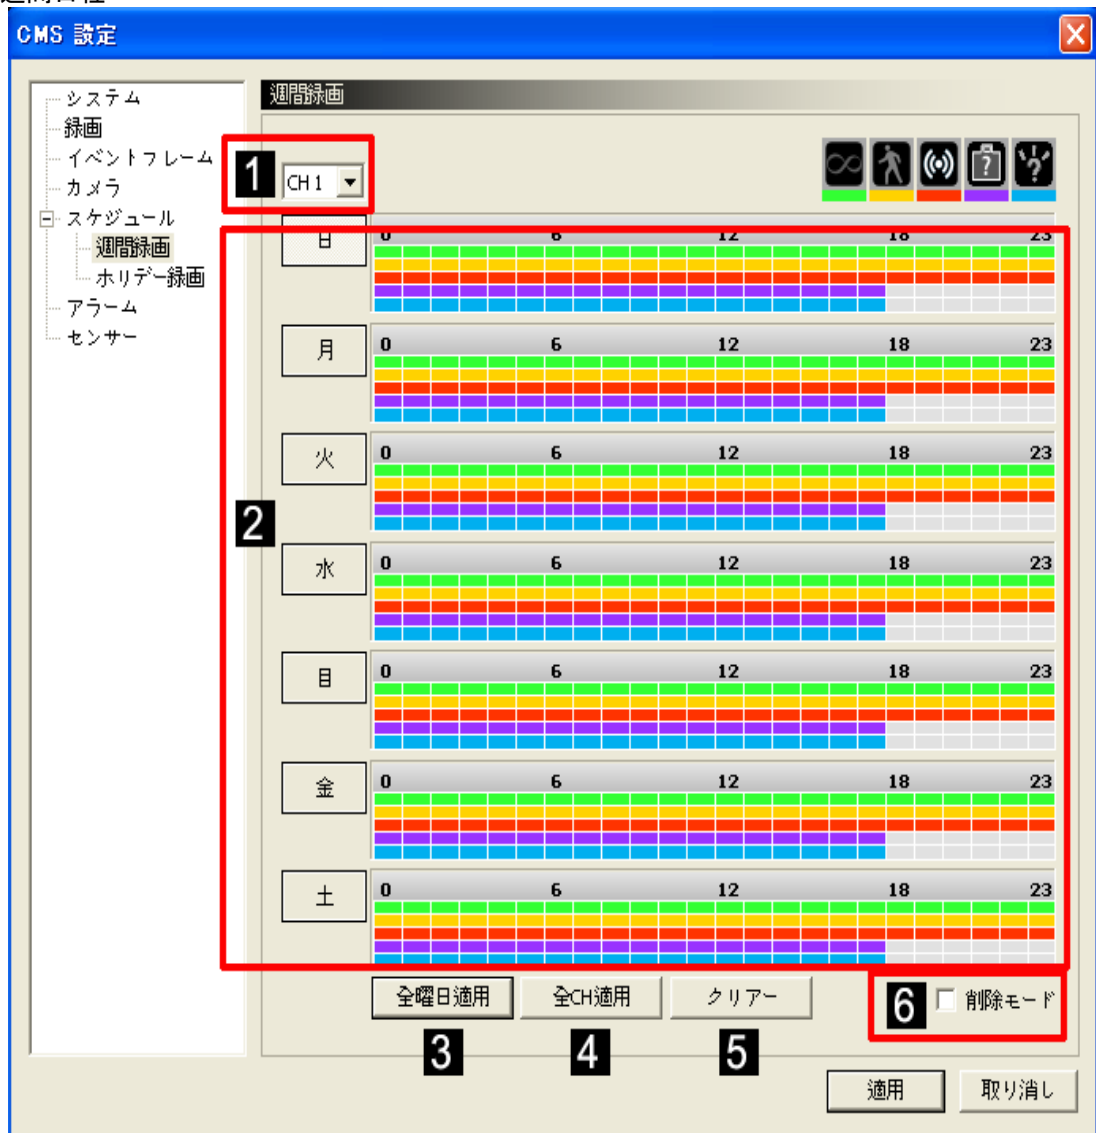 CMS 設定
システム
録画
イベントフレーム
カメラ
スケジュール
週間録画
ホリデー録画
アラーム
センサー
週間録画
1
CH 1
2
日 0 6 12 18 23
月 0 6 12 18 23
火 0 6 12 18 23
水 0 6 12 18 23
目 0 6 12 18 23
金 0 6 12 18 23
土 0 6 12 18 23
全曜日適用 全CH適用 クリアー
6 削除モード
3 4 5
適用 取り消し